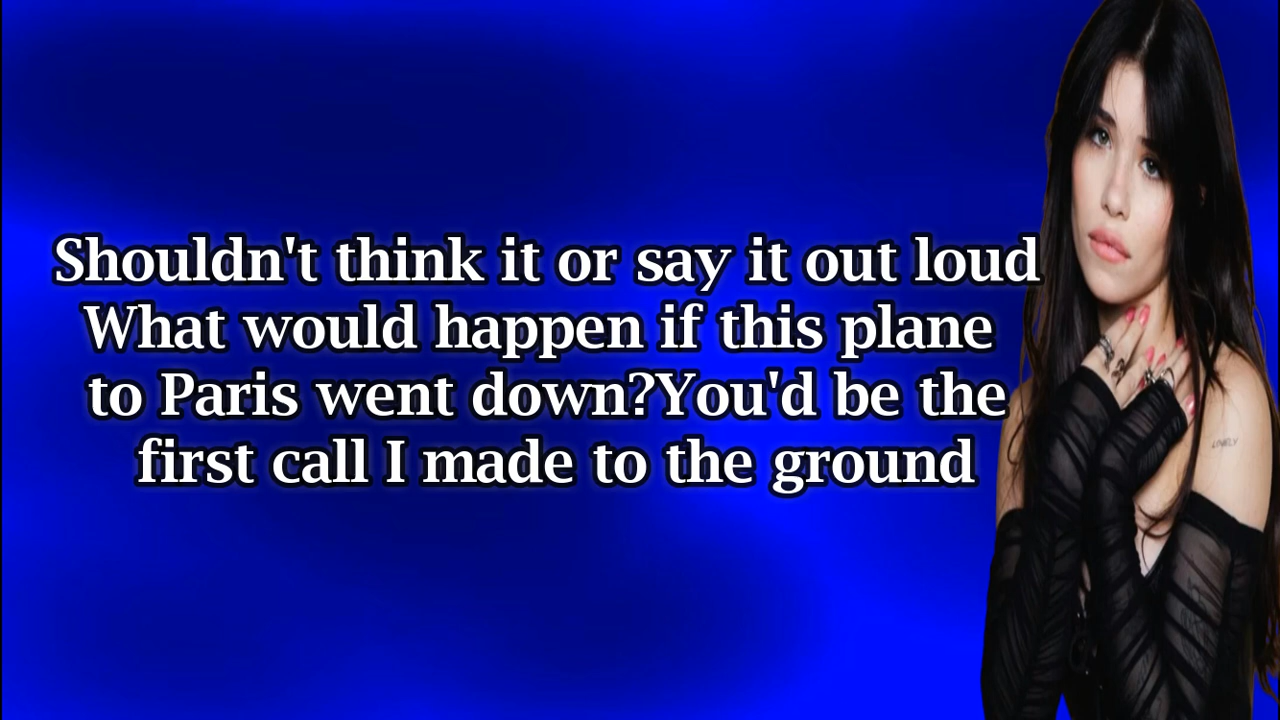 Shouldn't think it or say it out loud
What would happen if this plane
to Paris went down?You'd be the
first call I made to the ground
LOVELY